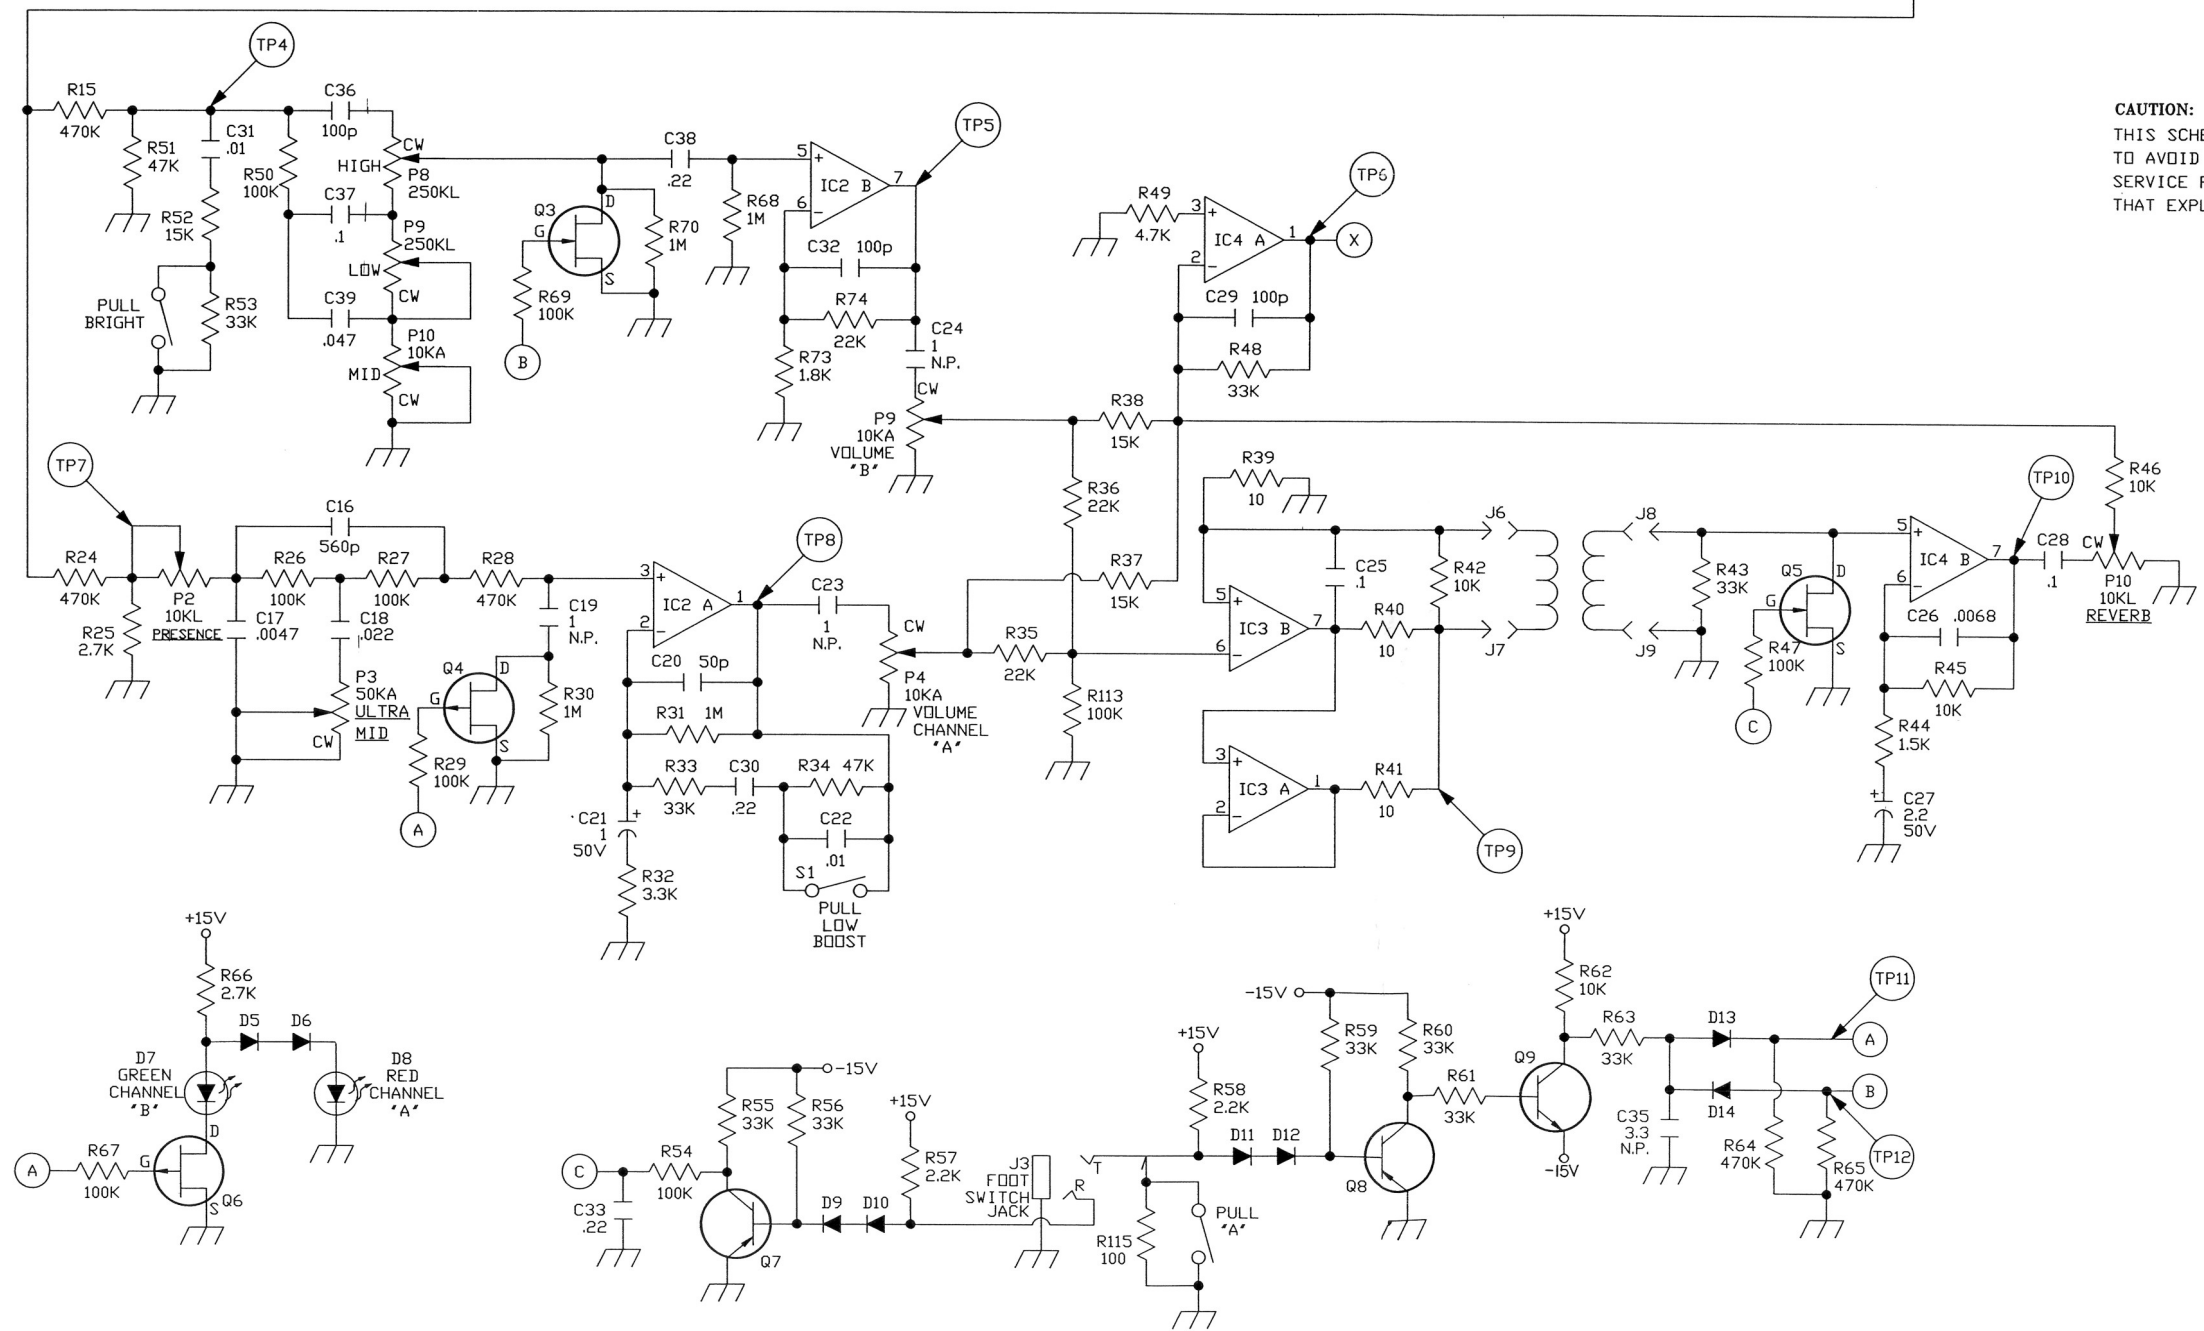 TP4
R15
470K
R51
47K
C31
.01
R50
100K
C36
100p
CW
HIGH
P8
250KL
C37
.1
R52
15K
P9
250KL
LOW
CW
PULL
BRIGHT
R53
33K
C39
.047
P10
10KA
MID
CW
Q3
G
D
S
R69
100K
B
R70
1M
C38
.22
R68
1M
5
+
IC2 B
7
6
-
TP5
C32 100p
R74
22K
R73
1.8K
C24
1
N.P.
CW
P9
10KA
VOLUME
"B"
R49
4.7K
3
+
IC4 A
1
2
-
TP6
X
C29 100p
R48
33K
R38
15K
CAUTION:
THIS SCHE
TO AVOID
SERVICE P
THAT EXPL
TP7
R24
470K
R25
2.7K
P2
10KL
PRESENCE
C16
560p
R26
100K
R27
100K
R28
470K
C17
.0047
C18
.022
P3
50KA
ULTRA
MID
CW
C19
1
N.P.
Q4
G
D
S
R29
100K
A
R30
1M
3
+
IC2 A
1
2
-
TP8
C20 50p
R31 1M
R33
33K
C30
.22
R34 47K
C22
.01
S1
PULL
LOW
BOOST
C21
1
50V
+
R32
3.3K
C23
1
N.P.
CW
P4
10KA
VOLUME
CHANNEL
"A"
R36
22K
R37
15K
R35
22K
R113
100K
R39
10
5
+
IC3 B
7
6
-
C25
.1
R42
10K
R40
10
J6
J7
J8
J9
3
+
IC3 A
1
2
-
R41
10
TP9
R43
33K
Q5
G
D
S
R47
100K
C
5
+
IC4 B
7
6
-
TP10
C28
.1
CW
R46
10K
P10
10KL
REVERB
C26 .0068
R45
10K
R44
1.5K
+
C27
2.2
50V
+15V
R66
2.7K
D5
D6
D7
GREEN
CHANNEL
"B"
D8
RED
CHANNEL
"A"
A
R67
100K
G
D
S
Q6
-15V
R55
33K
R56
33K
+15V
R57
2.2K
C
R54
100K
C33
.22
Q7
D9
D10
J3
FOOT
SWITCH
JACK
T
R
+15V
R58
2.2K
R115
100
PULL
"A"
D11
D12
-15V
R59
33K
R60
33K
Q8
R61
33K
+15V
R62
10K
Q9
-15V
R63
33K
D13
D14
C35
3.3
N.P.
R64
470K
R65
470K
TP11
A
B
TP12